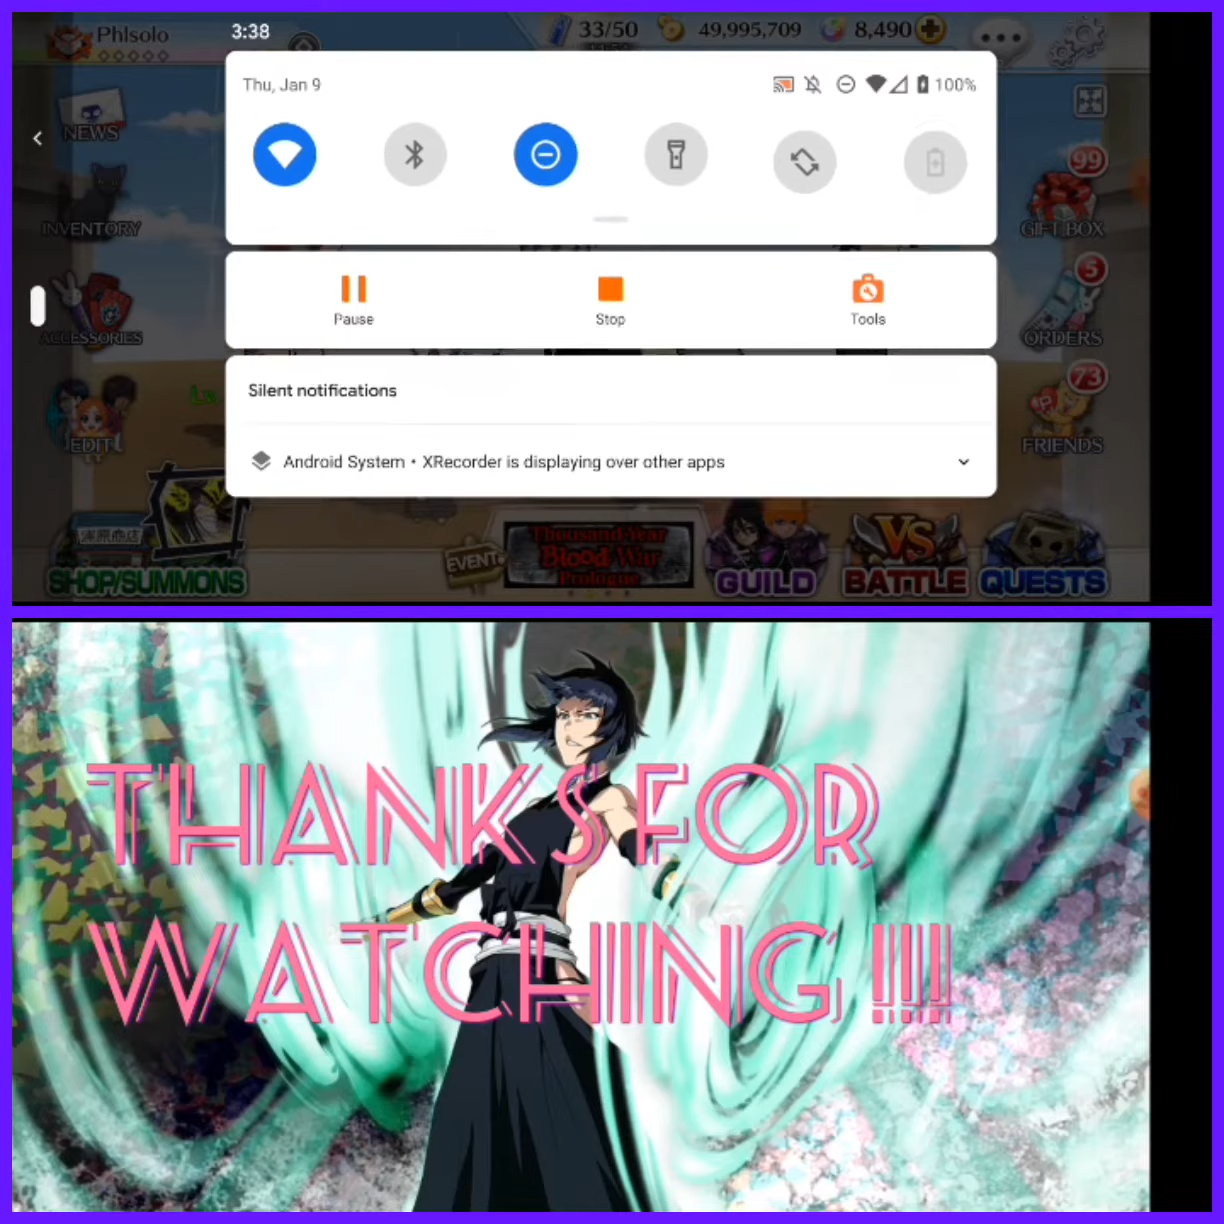 Phlsolo
3:38
33/50
49,995,709
8,490
Thu, Jan 9
100%
NEWS
99
INVENTORY
GIFT BOX
Pause
Stop
Tools
5
ACCESSORIES
ORDERS
Silent notifications
Lv.
73
EDIT
FRIENDS
Android System • XRecorder is displaying over other apps
SHOP/SUMMONS
EVENT
Thousand-Year
Blood War
Prologue
GUILD
VS
BATTLE
QUESTS
THANKS FOR
WATCHING !!!!